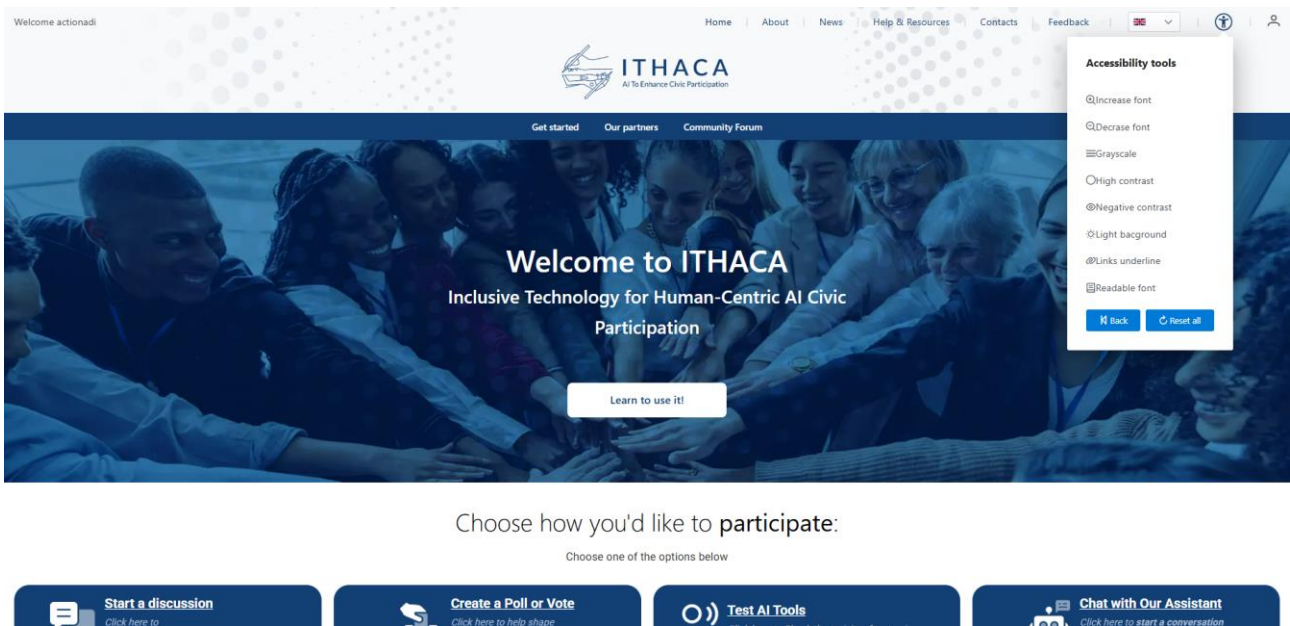 Welcome actionadi
Home About News Help & Resources Contacts Feedback
ITHACA
AI To Enhance Civic Participation
Get started Our partners Community Forum
Accessibility tools
Increase font
Decrase font
Grayscale
High contrast
Negative contrast
Light bacground
Links underline
Readable font
Back Reset all
Welcome to ITHACA
Inclusive Technology for Human-Centric AI Civic
Participation
Learn to use it!
Choose how you'd like to participate:
Choose one of the options below
Start a discussion
Click here to
Create a Poll or Vote
Click here to help shape
Test AI Tools
Chat with Our Assistant
Click here to start a conversation